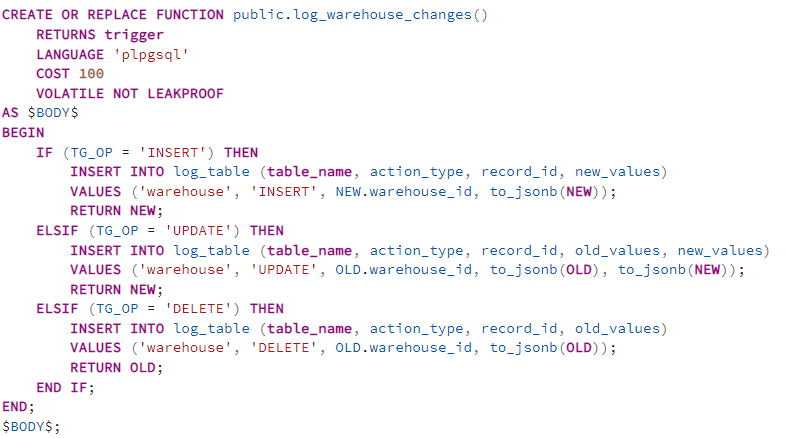 CREATE OR REPLACE FUNCTION public.log_warehouse_changes()
    RETURNS trigger
    LANGUAGE 'plpgsql'
    COST 100
    VOLATILE NOT LEAKPROOF
AS $BODY$
BEGIN
    IF (TG_OP = 'INSERT') THEN
        INSERT INTO log_table (table_name, action_type, record_id, new_values)
        VALUES ('warehouse', 'INSERT', NEW.warehouse_id, to_jsonb(NEW));
        RETURN NEW;
    ELSIF (TG_OP = 'UPDATE') THEN
        INSERT INTO log_table (table_name, action_type, record_id, old_values, new_values)
        VALUES ('warehouse', 'UPDATE', OLD.warehouse_id, to_jsonb(OLD), to_jsonb(NEW));
        RETURN NEW;
    ELSIF (TG_OP = 'DELETE') THEN
        INSERT INTO log_table (table_name, action_type, record_id, old_values)
        VALUES ('warehouse', 'DELETE', OLD.warehouse_id, to_jsonb(OLD));
        RETURN OLD;
    END IF;
END;
$BODY$;